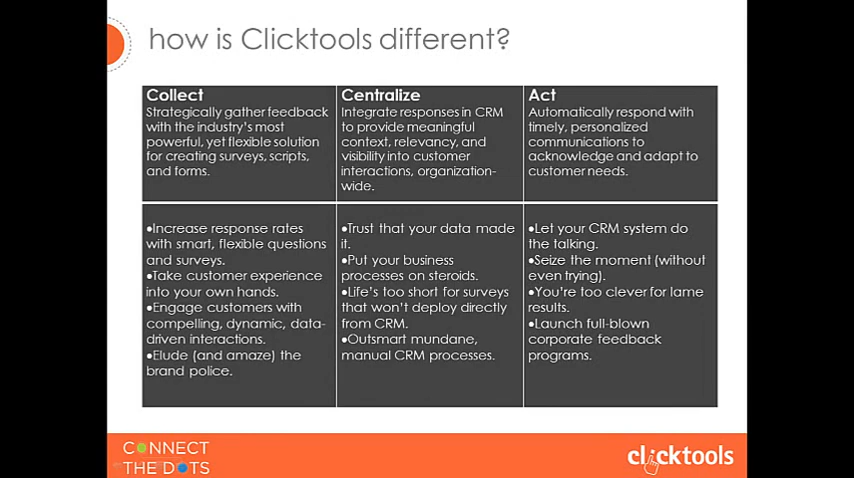 how is Clicktools different?
Collect
Strategically gather feedback
with the industry's most
powerful, yet flexible solution
for creating surveys, scripts,
and forms.
Centralize
Integrate responses in CRM
to provide meaningful
context, relevancy, and
visibility into customer
interactions, organization-
wide.
Act
Automatically respond with
timely, personalized
communications to
acknowledge and adapt to
customer needs.
•Increase response rates
with smart, flexible questions
and surveys.
•Take customer experience
into your own hands.
•Engage customers with
compelling, dynamic, data-
driven interactions.
•Elude (and amaze) the
brand police.
•Trust that your data made
it.
•Put your business
processes on steroids.
•Life's too short for surveys
that won't deploy directly
from CRM.
•Outsmart mundane,
manual CRM processes.
•Let your CRM system do
the talking.
•Seize the moment (without
even trying).
•You're too clever for lame
results.
•Launch full-blown
corporate feedback
programs.
CONNECT
THE DOTS
clicktools